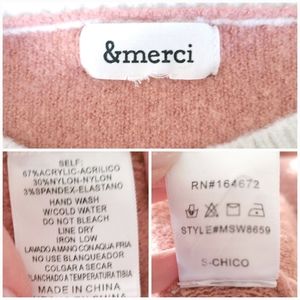 &merci
SELF:
67%ACRYLIC-ACRILICO
30%NYLON-NYLON
3%SPANDEX-ELASTANO
HAND WASH
W/COLD WATER
DO NOT BLEACH
LINE DRY
IRON LOW
LAVADO A MANO CON AQUA FRIA
NO USE BLANQUEADOR
COLGAR A SECAR
PLANCHADO A TEMPERATURA TIBIA
MADE IN CHINA
RN#164672
STYLE#MSW8659
S-CHICO